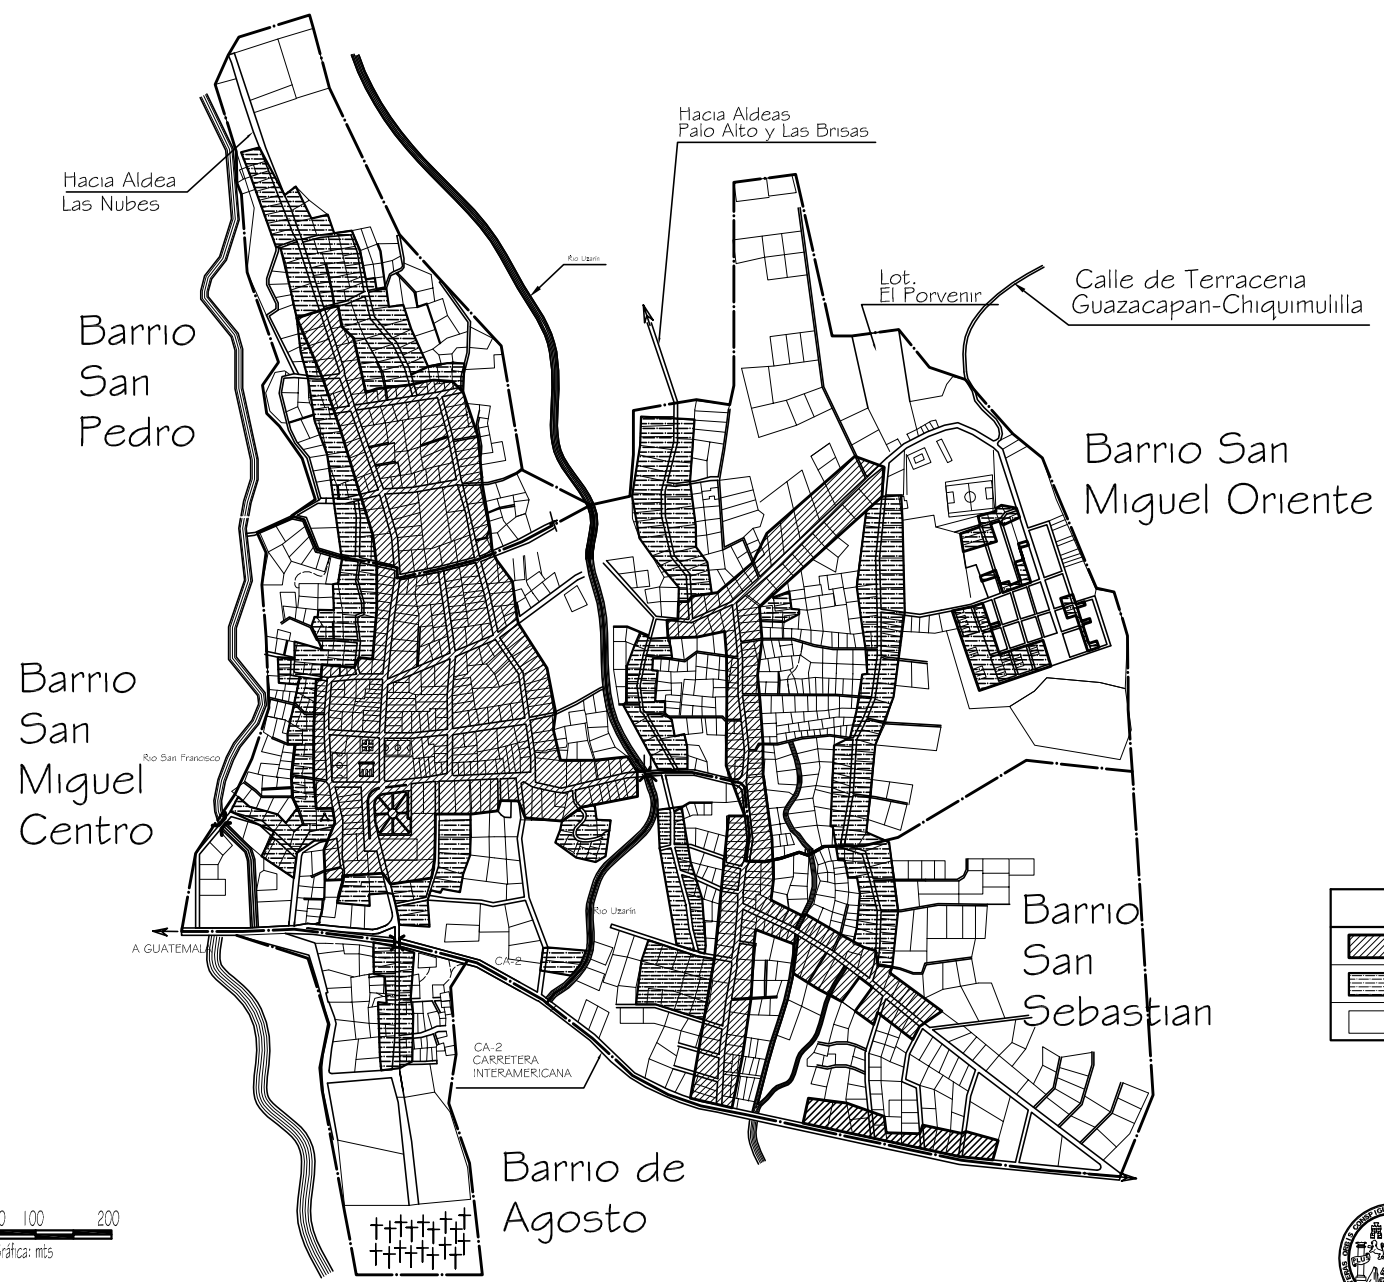 Hacia Aldeas
Palo Alto y Las Brisas
Hacia Aldea
Las Nubes
Rio Uzarin
Lot.
El Porvenir
Calle de Terraceria
Guazacapan-Chiquimulilla
Barrio
San
Pedro
Barrio San
Miguel Oriente
Barrio
San
Miguel
Centro
Rio San Francisco
Rio Uzarin
Barrio
San
Sebastian
A GUATEMALA
CA-2
CA-2
CARRETERA
INTERAMERICANA
Barrio de
Agosto
100 200
mts